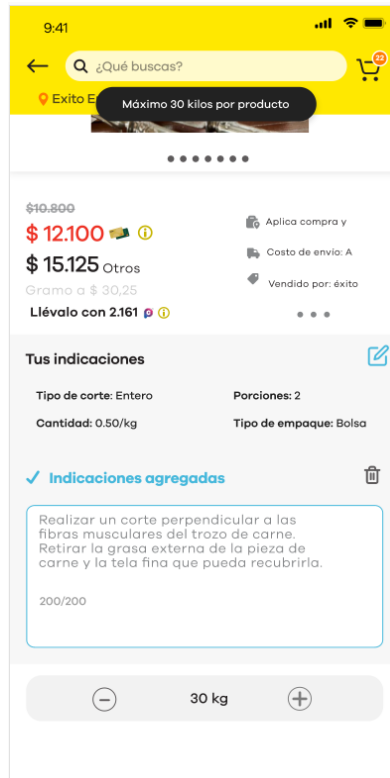 9:41
¿Qué buscas?
22
Exito E
Máximo 30 kilos por producto
$10.800
$ 12.100
$ 15.125 Otros
Gramo a $ 30,25
Llévalo con 2.161
Aplica compra y
Costo de envío: A
Vendido por: éxito
Tus indicaciones
Tipo de corte: Entero
Porciones: 2
Cantidad: 0.50/kg
Tipo de empaque: Bolsa
Indicaciones agregadas
Realizar un corte perpendicular a las
fibras musculares del trozo de carne.
Retirar la grasa externa de la pieza de
carne y la tela fina que pueda recubrirla.
200/200
30 kg